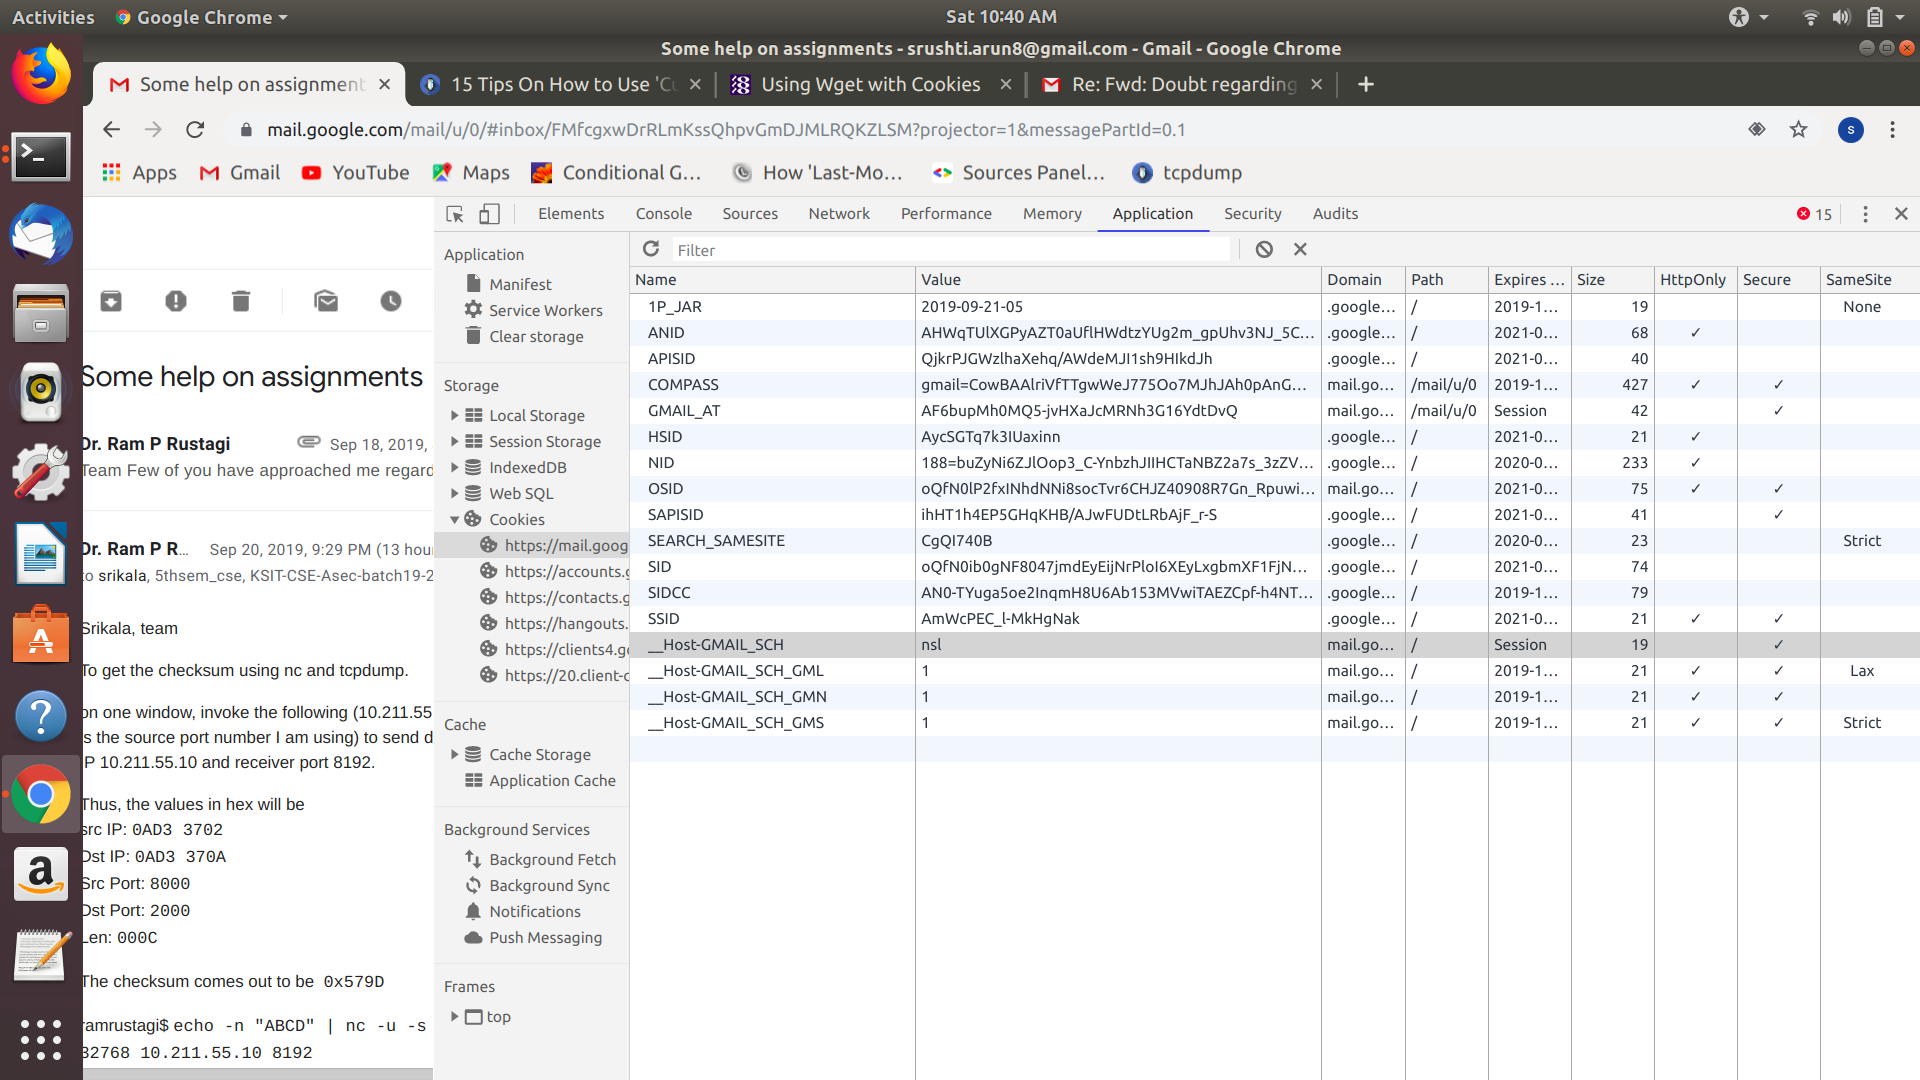 Activities
Google Chrome
Sat 10:40 AM
Some help on assignments - srushti.arun8@gmail.com - Gmail - Google Chrome
Some help on assignment
15 Tips On How to Use 'Cu
Using Wget with Cookies
Re: Fwd: Doubt regarding
mail.google.com/mail/u/0/#inbox/FMfcgxwDrRLmKssQhpvGmDJMLRQKZLSM?projector=1&messagePartId=0.1
s
Apps
Gmail
YouTube
Maps
Conditional G...
How 'Last-Mo...
Sources Panel...
tcpdump
Elements Console Sources Network Performance Memory Application Security Audits 15
Some help on assignments
Dr. Ram P Rustagi Sep 18, 2019,
Team Few of you have approached me regard
Dr. Ram P R... Sep 20, 2019, 9:29 PM (13 hour
to srikala, 5thsem_cse, KSIT-CSE-Asec-batch19-2
Srikala, team
To get the checksum using nc and tcpdump.
on one window, invoke the following (10.211.55
is the source port number I am using) to send d
IP 10.211.55.10 and receiver port 8192.
Thus, the values in hex will be
src IP: 0AD3 3702
Dst IP: 0AD3 370A
Src Port: 8000
Dst Port: 2000
Len: 000C
The checksum comes out to be 0x579D
ramrustagi$ echo -n "ABCD" | nc -u -s
32768 10.211.55.10 8192
Application
Manifest
Service Workers
Clear storage
Storage
Local Storage
Session Storage
IndexedDB
Web SQL
Cookies
https://mail.goog
https://accounts.g
https://contacts.g
https://hangouts.
https://clients4.go
https://20.client-c
Cache
Cache Storage
Application Cache
Background Services
Background Fetch
Background Sync
Notifications
Push Messaging
Frames
top
Filter
Name Value Domain Path Expires ... Size HttpOnly Secure SameSite
1P_JAR 2019-09-21-05 .google... / 2019-1... 19 None
ANID AHWqTUlXGPyAZT0aUflHWdtzYUg2m_gpUhv3NJ_5C... .google... / 2021-0... 68 ✓
APISID QjkrPJGWzlhaXehq/AWdeMJI1sh9HIkdJh .google... / 2021-0... 40
COMPASS gmail=CowBAAlriVfTTgwWeJ775Oo7MJhJAh0pAnG... mail.go... /mail/u/0 2019-1... 427 ✓ ✓
GMAIL_AT AF6bupMh0MQ5-jvHXaJcMRNh3G16YdtDvQ mail.go... /mail/u/0 Session 42 ✓
HSID AycSGTq7k3IUaxinn .google... / 2021-0... 21 ✓
NID 188=buZyNi6ZJlOop3_C-YnbzhJIIHCTaNBZ2a7s_3zZV... .google... / 2020-0... 233 ✓
OSID oQfN0lP2fxINhdNNi8socTvr6CHJZ40908R7Gn_Rpuwi... mail.go... / 2021-0... 75 ✓ ✓
SAPISID ihHT1h4EP5GHqKHB/AJwFUDtLRbAjF_r-S .google... / 2021-0... 41 ✓
SEARCH_SAMESITE CgQI740B .google... / 2020-0... 23 Strict
SID oQfN0ib0gNF8047jmdEyEijNrPloI6XEyLxgbmXF1FjN... .google... / 2021-0... 74
SIDCC AN0-TYuga5oe2InqmH8U6Ab153MVwiTAEZCpf-h4NT... .google... / 2019-1... 79
SSID AmWcPEC_l-MkHgNak .google... / 2021-0... 21 ✓ ✓
__Host-GMAIL_SCH nsl mail.go... / Session 19 ✓
__Host-GMAIL_SCH_GML 1 mail.go... / 2019-1... 21 ✓ ✓ Lax
__Host-GMAIL_SCH_GMN 1 mail.go... / 2019-1... 21 ✓ ✓
__Host-GMAIL_SCH_GMS 1 mail.go... / 2019-1... 21 ✓ ✓ Strict